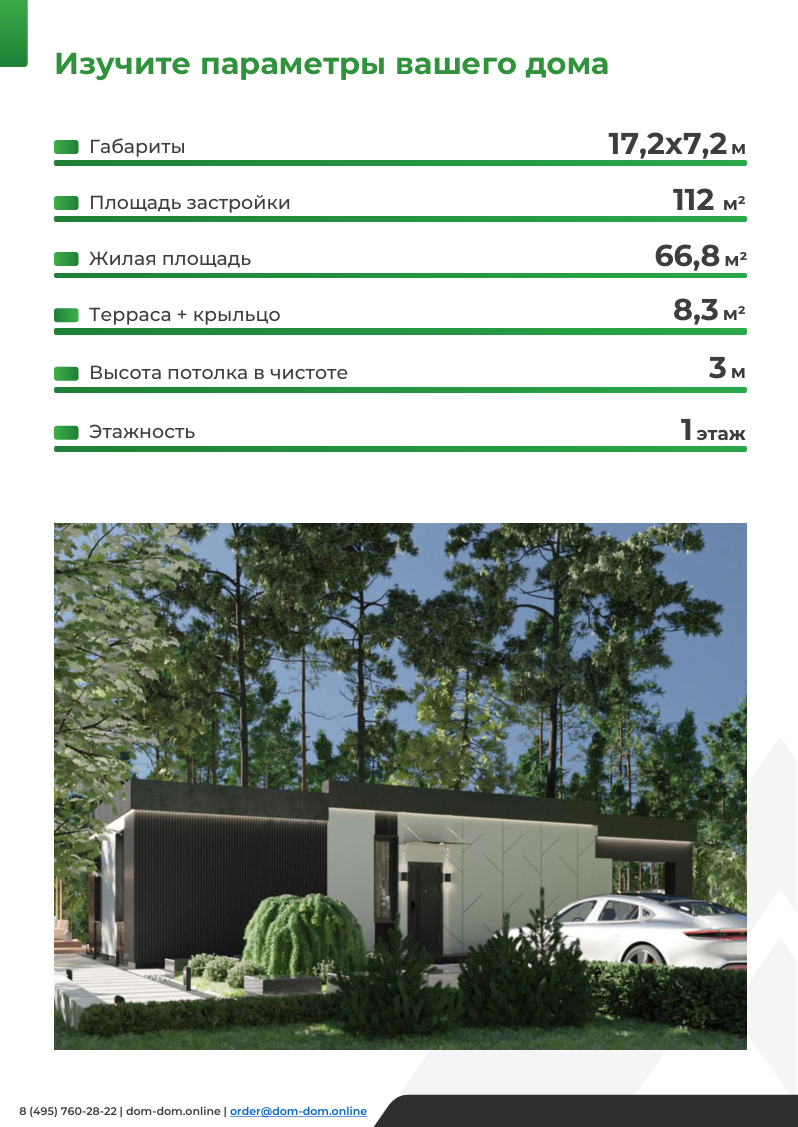 Изучите параметры вашего дома
Габариты 17,2х7,2 м
Площадь застройки 112 м²
Жилая площадь 66,8 м²
Терраса + крыльцо 8,3 м²
Высота потолка в чистоте 3 м
Этажность 1 этаж
8 (495) 760-28-22 | dom-dom.online | order@dom-dom.online